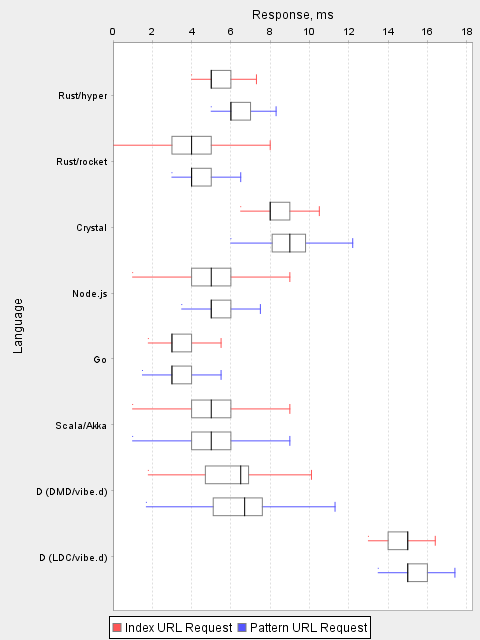 Response, ms
0 2 4 6 8 10 12 14 16 18
Language
Rust/hyper
Rust/rocket
Crystal
Node.js
Go
Scala/Akka
D (DMD/vibe.d)
D (LDC/vibe.d)
Index URL Request Pattern URL Request